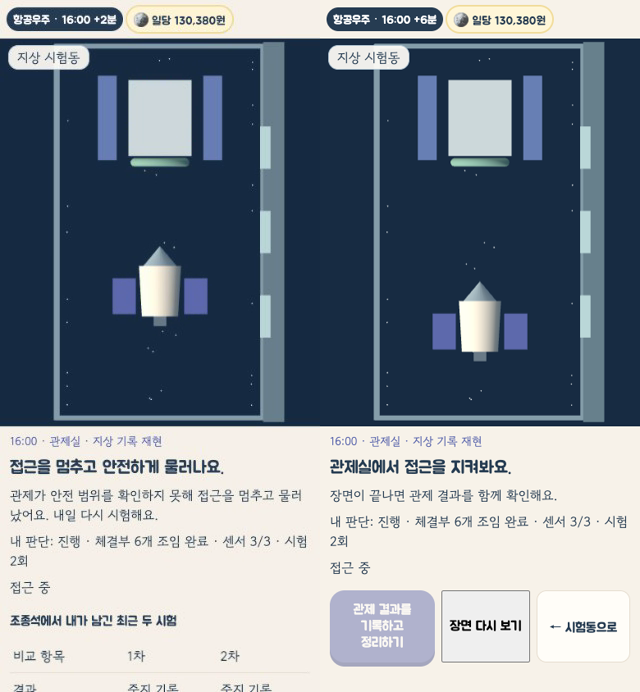 항공우주 · 16:00 +2분
일당 130,380원
지상 시험동
16:00 · 관제실 · 지상 기록 재현
접근을 멈추고 안전하게 물러나요.
관제가 안전 범위를 확인하지 못해 접근을 멈추고 물러
났어요. 내일 다시 시험해요.
내 판단: 진행 · 체결부 6개 조임 완료 · 센서 3/3 · 시험
2회
접근 중
조종석에서 내가 남긴 최근 두 시험
비교 항목 1차 2차
결과 중지 기록 중지 기록
항공우주 · 16:00 +6분
일당 130,380원
지상 시험동
16:00 · 관제실 · 지상 기록 재현
관제실에서 접근을 지켜봐요.
장면이 끝나면 관제 결과를 함께 확인해요.
내 판단: 진행 · 체결부 6개 조임 완료 · 센서 3/3 · 시험
2회
접근 중
관제 결과를
기록하고
정리하기
장면 다시 보기
← 시험동으로